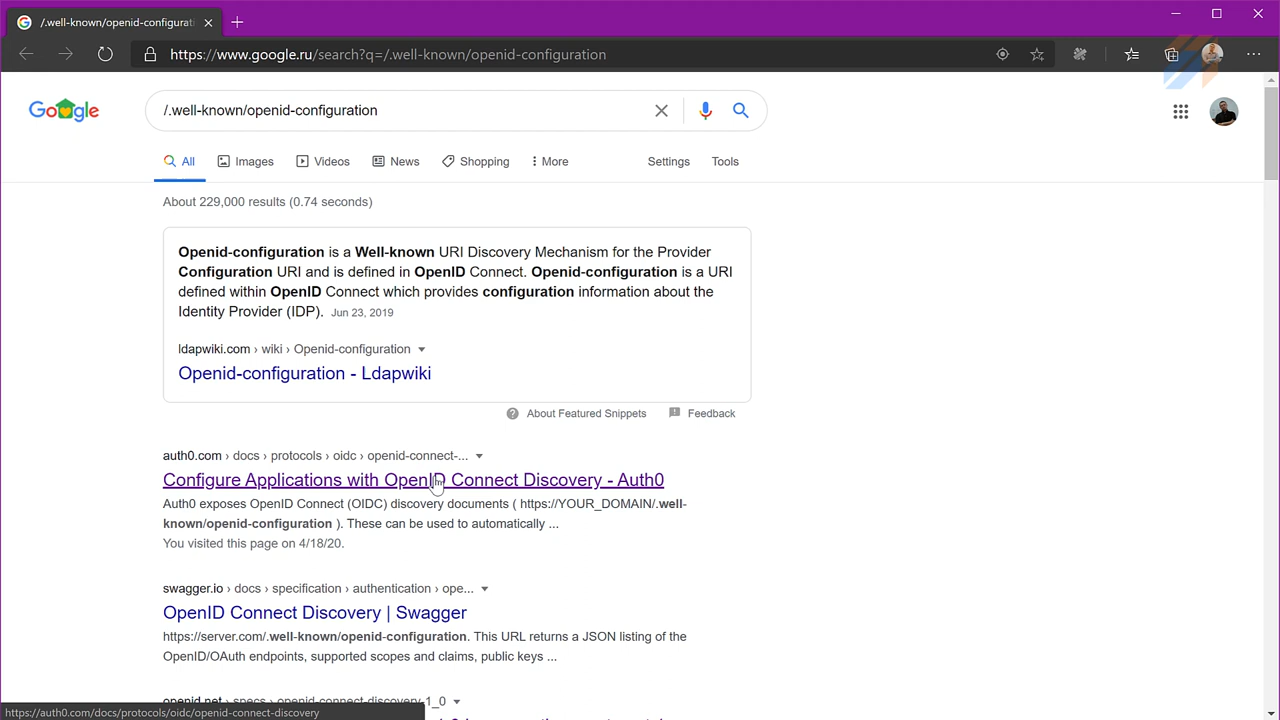 /.well-known/openid-configurati
https://www.google.ru/search?q=/.well-known/openid-configuration
Google
/.well-known/openid-configuration
All
Images
Videos
News
Shopping
More
Settings
Tools
About 229,000 results (0.74 seconds)
Openid-configuration is a Well-known URI Discovery Mechanism for the Provider
Configuration URI and is defined in OpenID Connect. Openid-configuration is a URI
defined within OpenID Connect which provides configuration information about the
Identity Provider (IDP). Jun 23, 2019
ldapwiki.com › wiki › Openid-configuration
Openid-configuration - Ldapwiki
About Featured Snippets
Feedback
auth0.com › docs › protocols › oidc › openid-connect-...
Configure Applications with OpenID Connect Discovery - Auth0
Auth0 exposes OpenID Connect (OIDC) discovery documents ( https://YOUR_DOMAIN/.well-
known/openid-configuration ). These can be used to automatically ...
You visited this page on 4/18/20.
swagger.io › docs › specification › authentication › ope...
OpenID Connect Discovery | Swagger
https://server.com/.well-known/openid-configuration. This URL returns a JSON listing of the
OpenID/OAuth endpoints, supported scopes and claims, public keys ...
openid.net › specs › openid-connect-discovery-1_0
https://auth0.com/docs/protocols/oidc/openid-connect-discovery